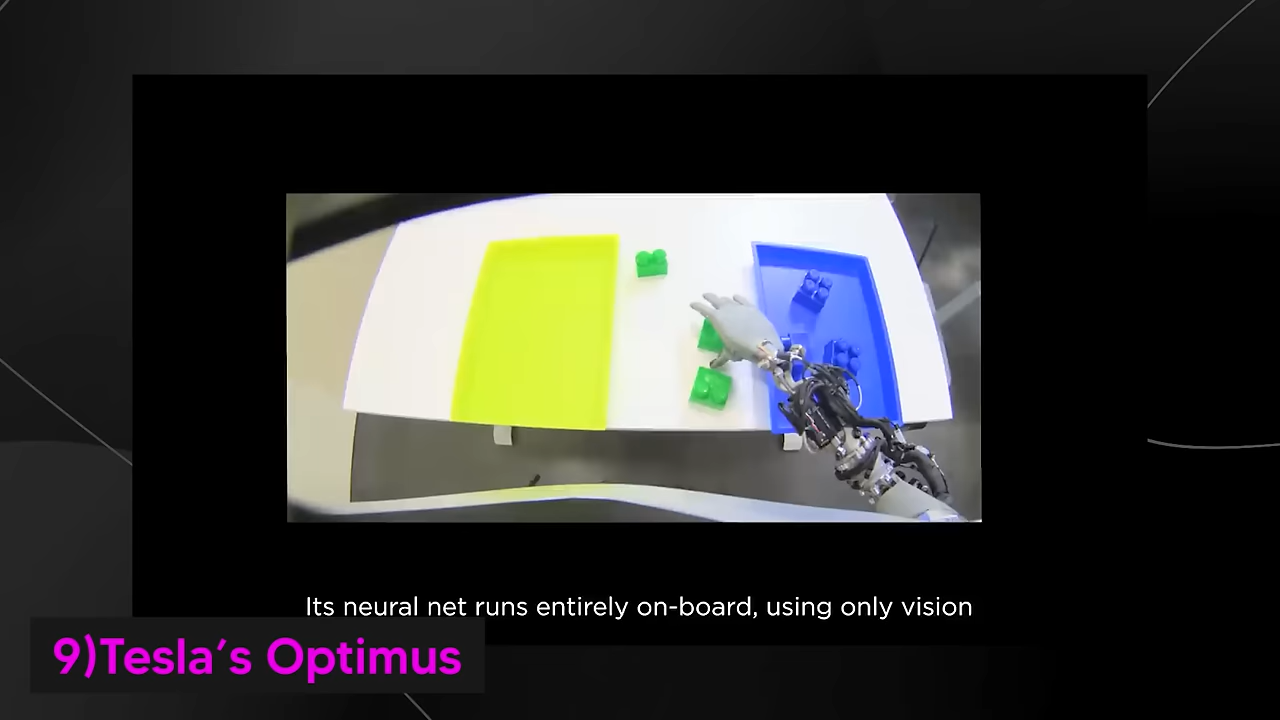 Its neural net runs entirely on-board, using only vision
9)Tesla's Optimus